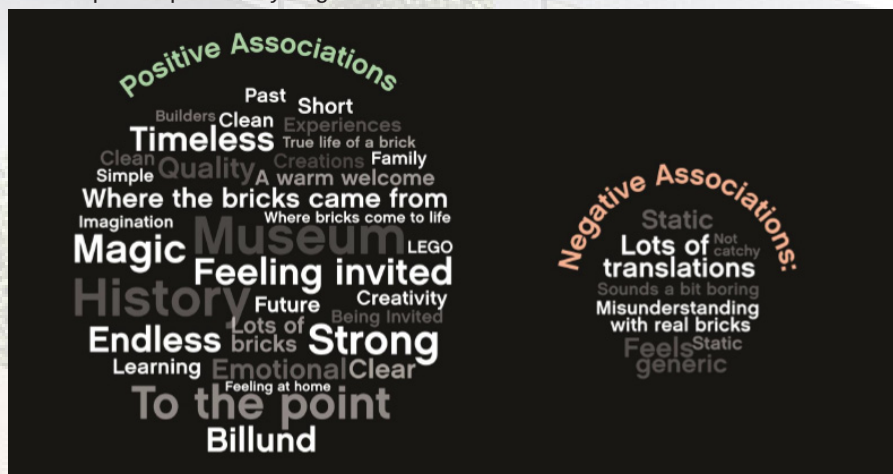 Positive Associations
Past
Short
Builders Clean Experiences
Timeless True life of a brick
Clean Quality Creations Family
Simple A warm welcome
Where the bricks came from
Imagination Where bricks come to life
Magic Museum LEGO
Feeling invited
History Future Creativity
Being Invited
Endless Lots of bricks Strong
Learning Emotional Clear
Feeling at home
To the point
Billund
Negative Associations:
Static
Lots of translations
Not catchy
Sounds a bit boring
Misunderstanding
with real bricks
Feels generic
Static